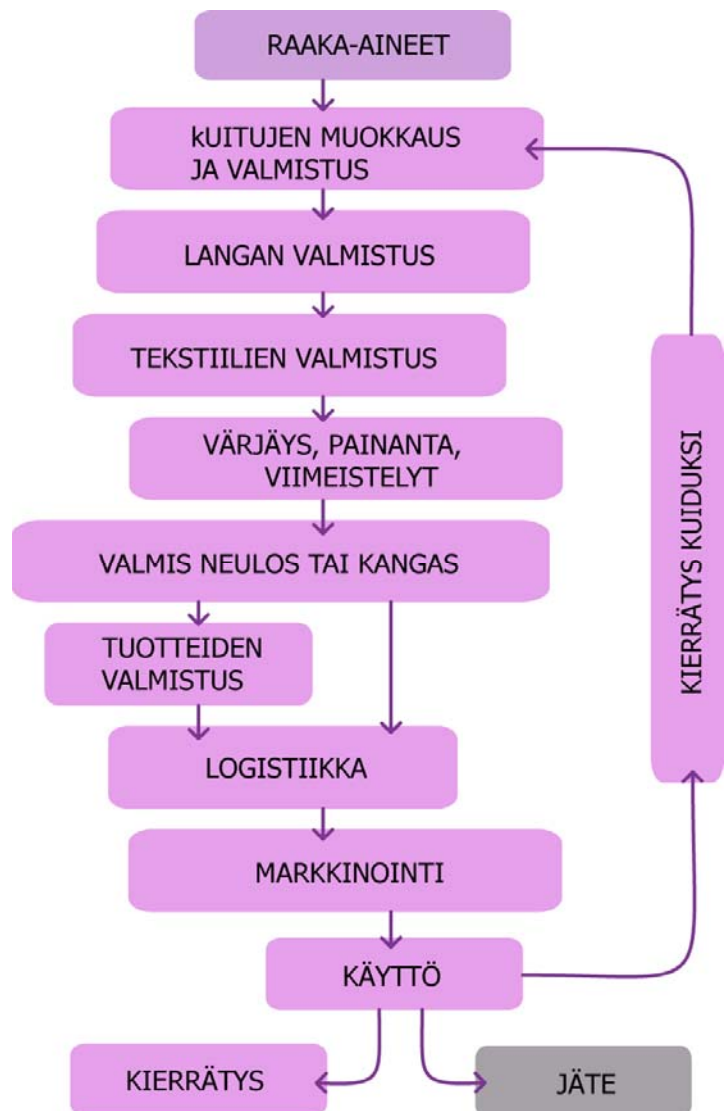 RAAKA-AINEET
kUITUJEN MUOKKAUS
JA VALMISTUS
LANGAN VALMISTUS
TEKSTIILIEN VALMISTUS
VÄRJÄYS, PAINANTA,
VIIMEISTELYT
VALMIS NEULOS TAI KANGAS
TUOTTEIDEN
VALMISTUS
LOGISTIIKKA
MARKKINOINTI
KÄYTTÖ
KIERRÄTYS
JÄTE
KIERRÄTYS KUIDUKSI